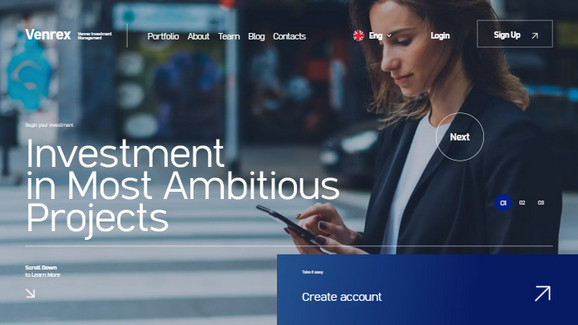 Venrex
Venrex Investment
Management
Portfolio About Team Blog Contacts
Eng
Login
Sign Up
Begin your investment
Investment
in Most Ambitious
Projects
Next
01 02 03
Scroll Down
to Learn More
Take it easy
Create account